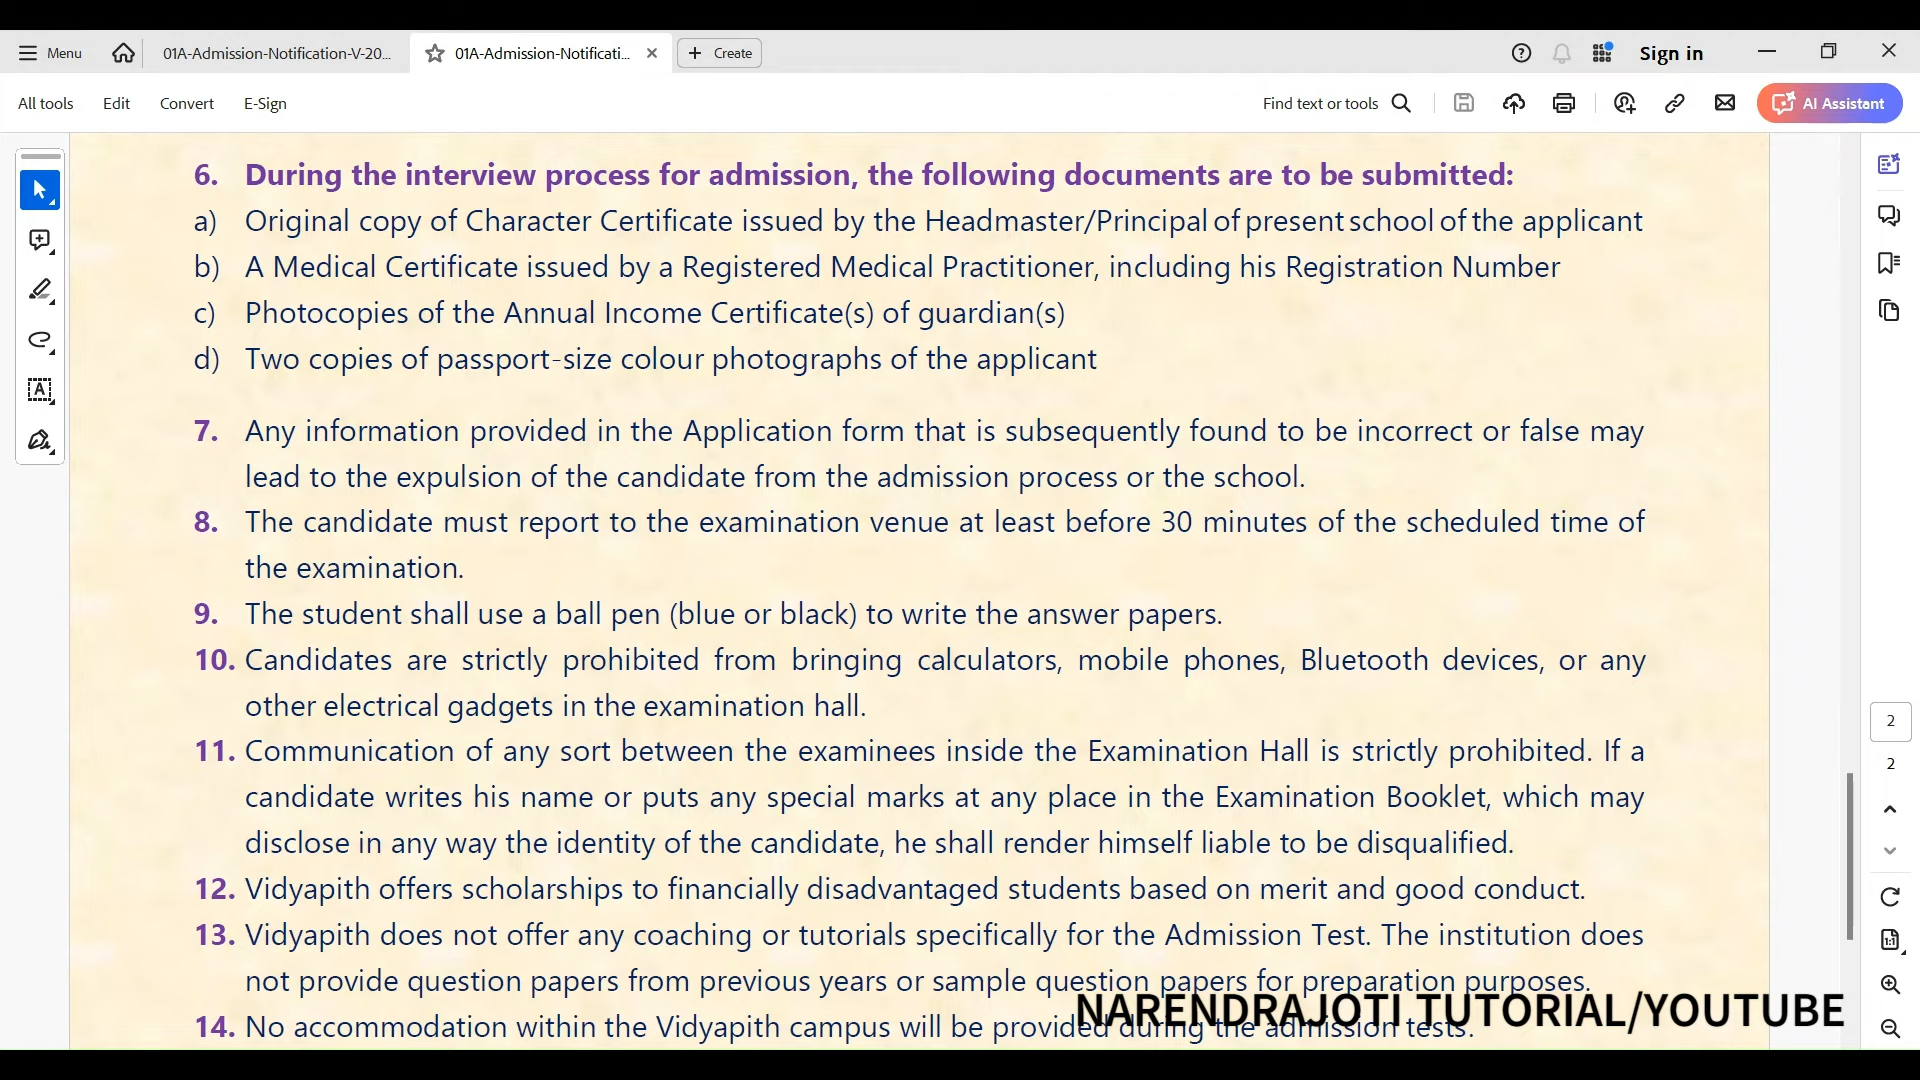 Menu
01A-Admission-Notification-V-20...
01A-Admission-Notificati...
Create
Sign in
All tools
Edit
Convert
E-Sign
Find text or tools
AI Assistant
6. During the interview process for admission, the following documents are to be submitted:
a) Original copy of Character Certificate issued by the Headmaster/Principal of present school of the applicant
b) A Medical Certificate issued by a Registered Medical Practitioner, including his Registration Number
c) Photocopies of the Annual Income Certificate(s) of guardian(s)
d) Two copies of passport-size colour photographs of the applicant
7. Any information provided in the Application form that is subsequently found to be incorrect or false may
lead to the expulsion of the candidate from the admission process or the school.
8. The candidate must report to the examination venue at least before 30 minutes of the scheduled time of
the examination.
9. The student shall use a ball pen (blue or black) to write the answer papers.
10. Candidates are strictly prohibited from bringing calculators, mobile phones, Bluetooth devices, or any
other electrical gadgets in the examination hall.
11. Communication of any sort between the examinees inside the Examination Hall is strictly prohibited. If a
candidate writes his name or puts any special marks at any place in the Examination Booklet, which may
disclose in any way the identity of the candidate, he shall render himself liable to be disqualified.
12. Vidyapith offers scholarships to financially disadvantaged students based on merit and good conduct.
13. Vidyapith does not offer any coaching or tutorials specifically for the Admission Test. The institution does
not provide question papers from previous years or sample question papers for preparation purposes.
14. No accommodation within the Vidyapith campus will be provided during the admission tests.
NARENDRAJOTI TUTORIAL/YOUTUBE
2
2